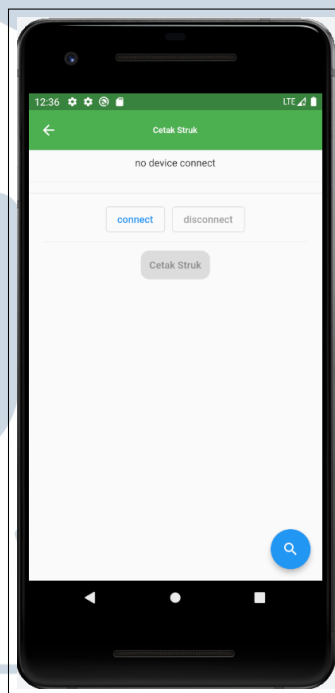 12:36 LTE
Cetak Struk
no device connect
connect disconnect
Cetak Struk